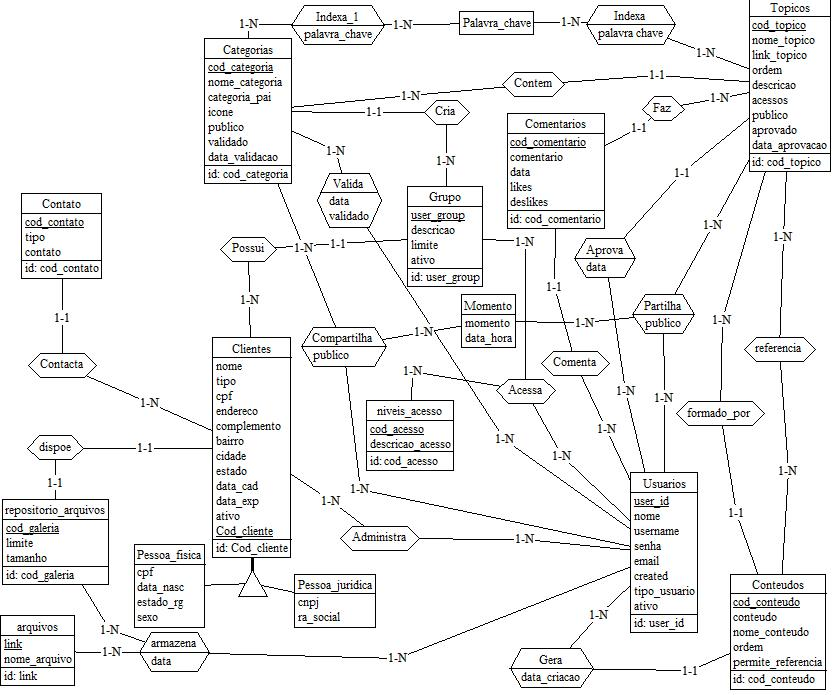 Indexa_1
palavra_chave
1-N
1-N
Palavra_chave
1-N
Indexa
palavra chave
1-N
Topicos
cod_topico
nome_topico
link_topico
ordem
descricao
acessos
publico
aprovado
data_aprovacao
id: cod_topico
Categorias
cod_categoria
nome_categoria
categoria_pai
icone
publico
validado
data_validacao
id: cod_categoria
1-N
Contem
1-1
1-1
Cria
1-N
Faz
1-N
1-1
Comentarios
cod_comentario
comentario
data
likes
deslikes
id: cod_comentario
1-N
Valida
data
validado
Grupo
user_group
descricao
limite
ativo
id: user_group
Contato
cod_contato
tipo
contato
id: cod_contato
Possui
1-N
1-1
1-N
1-1
Aprova
data
1-N
1-N
1-N
1-1
1-1
Momento
momento
data_hora
Partilha
publico
1-N
1-N
1-N
Compartilha
publico
Clientes
nome
tipo
cpf
endereco
complemento
bairro
cidade
estado
data_cad
data_exp
ativo
Cod_cliente
id: Cod_cliente
Contacta
1-N
Comenta
referencia
1-N
Acessa
1-N
1-N
niveis_acesso
cod_acesso
descricao_acesso
id: cod_acesso
formado_por
dispoe
1-1
1-1
1-N
1-N
1-N
1-N
1-N
1-N
1-1
repositorio_arquivos
cod_galeria
limite
tamanho
id: cod_galeria
Administra
1-N
Usuarios
user_id
nome
username
senha
email
created
tipo_usuario
ativo
id: user_id
Pessoa_fisica
cpf
data_nasc
estado_rg
sexo
Pessoa_juridica
cnpj
ra_social
Conteudos
cod_conteudo
conteudo
nome_conteudo
ordem
permite_referencia
id: cod_conteudo
arquivos
link
nome_arquivo
id: link
1-N
1-N
armazena
data
1-N
1-N
Gera
data_criacao
1-1